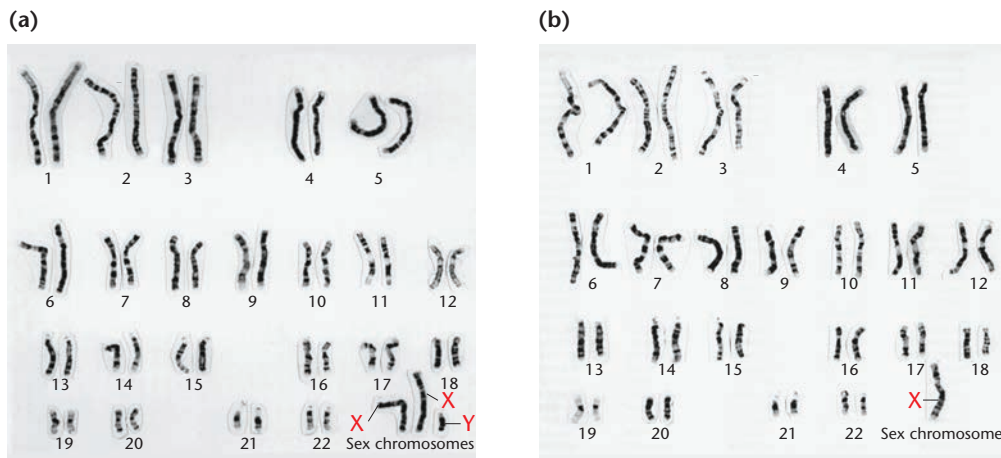 (a)
(b)
1 2 3 4 5
6 7 8 9 10 11 12
13 14 15 16 17 18
X X Y
19 20 21 22 Sex chromosomes
1 2 3 4 5
6 7 8 9 10 11 12
13 14 15 16 17 18
X
19 20 21 22 Sex chromosome